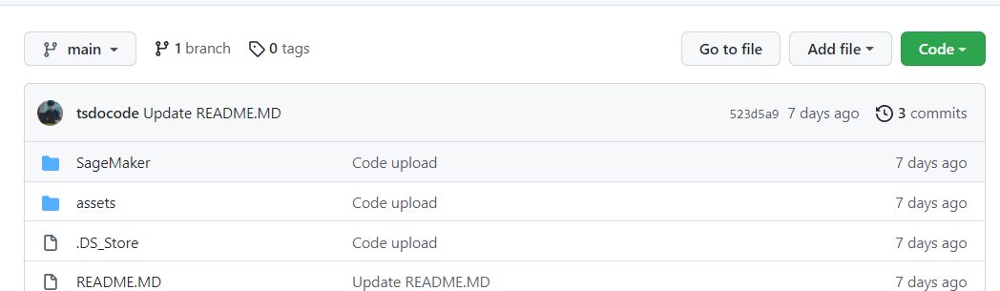 main 1 branch 0 tags Go to file Add file Code
tsdocode Update README.MD 523d5a9 7 days ago 3 commits
SageMaker Code upload 7 days ago
assets Code upload 7 days ago
.DS_Store Code upload 7 days ago
README.MD Update README.MD 7 days ago